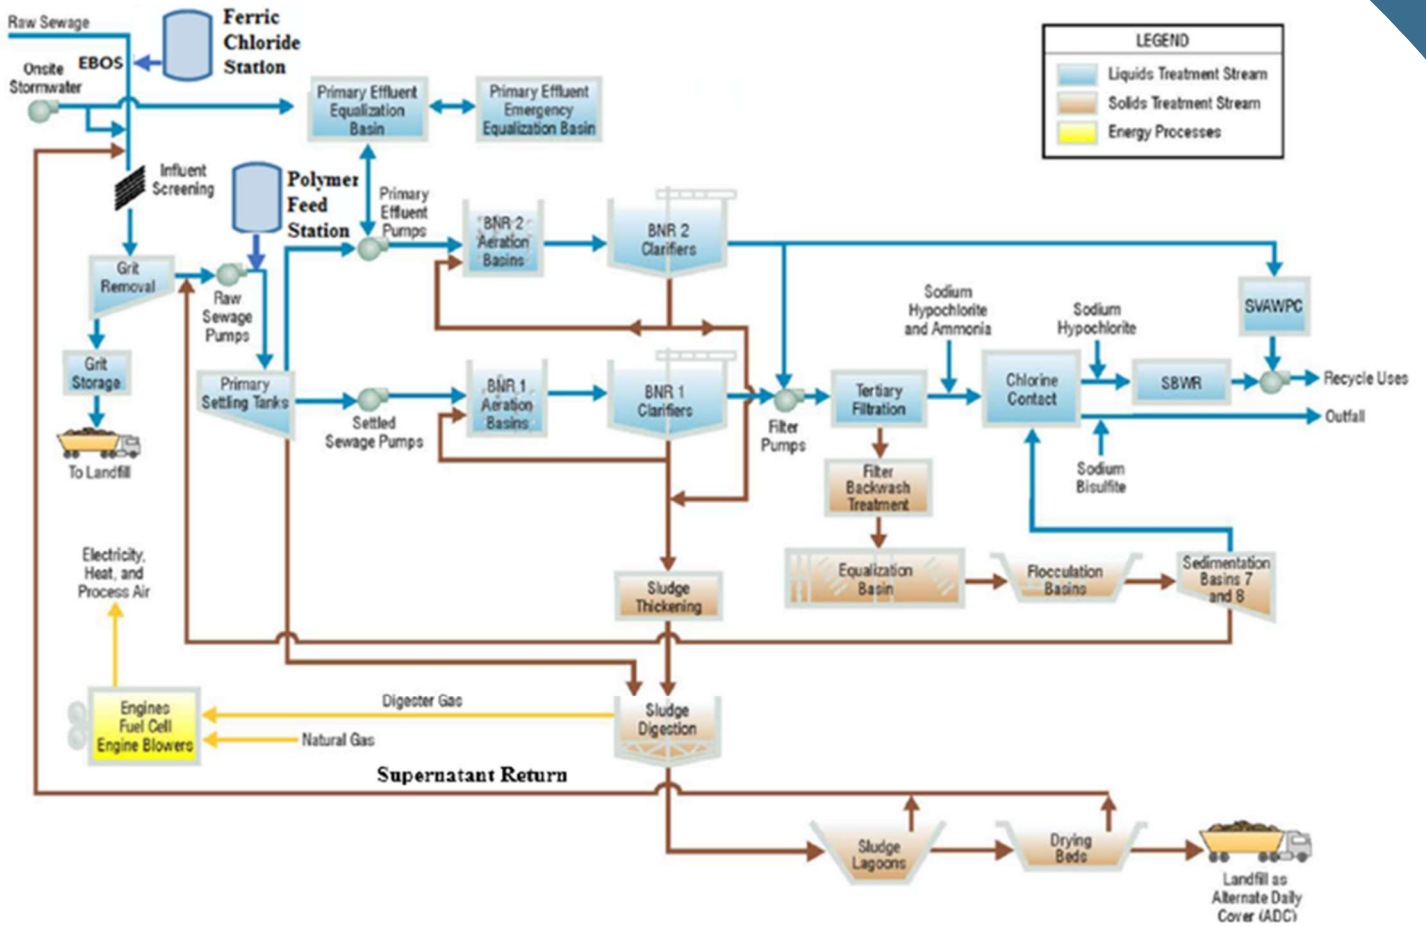 Raw Sewage
Ferric
Chloride
Station
EBOS
Onsite
Stormwater
Primary Effluent
Equalization
Basin
Primary Effluent
Emergency
Equalization Basin
LEGEND
Liquids Treatment Stream
Solids Treatment Stream
Energy Processes
Influent
Screening
Polymer
Feed
Station
Primary
Effluent
Pumps
BNR 2
Aeration
Basins
BNR 2
Clarifiers
Grit
Removal
Raw
Sewage
Pumps
Sodium
Hypochlorite
and Ammonia
Sodium
Hypochlorite
SVAWPC
Grit
Storage
Primary
Settling Tanks
Settled
Sewage Pumps
BNR 1
Aeration
Basins
BNR 1
Clarifiers
Filter
Pumps
Tertiary
Filtration
Chlorine
Contact
SBWR
Recycle Uses
Outfall
To Landfill
Filter
Backwash
Treatment
Sodium
Bisulfite
Electricity,
Heat, and
Process Air
Sludge
Thickening
Equalization
Basin
Flocculation
Basins
Sedimentation
Basins 7
and 8
Engines
Fuel Cell
Engine Blowers
Digester Gas
Natural Gas
Sludge
Digestion
Supernatant Return
Sludge
Lagoons
Drying
Beds
Landfill as
Alternate Daily
Cover (ADC)